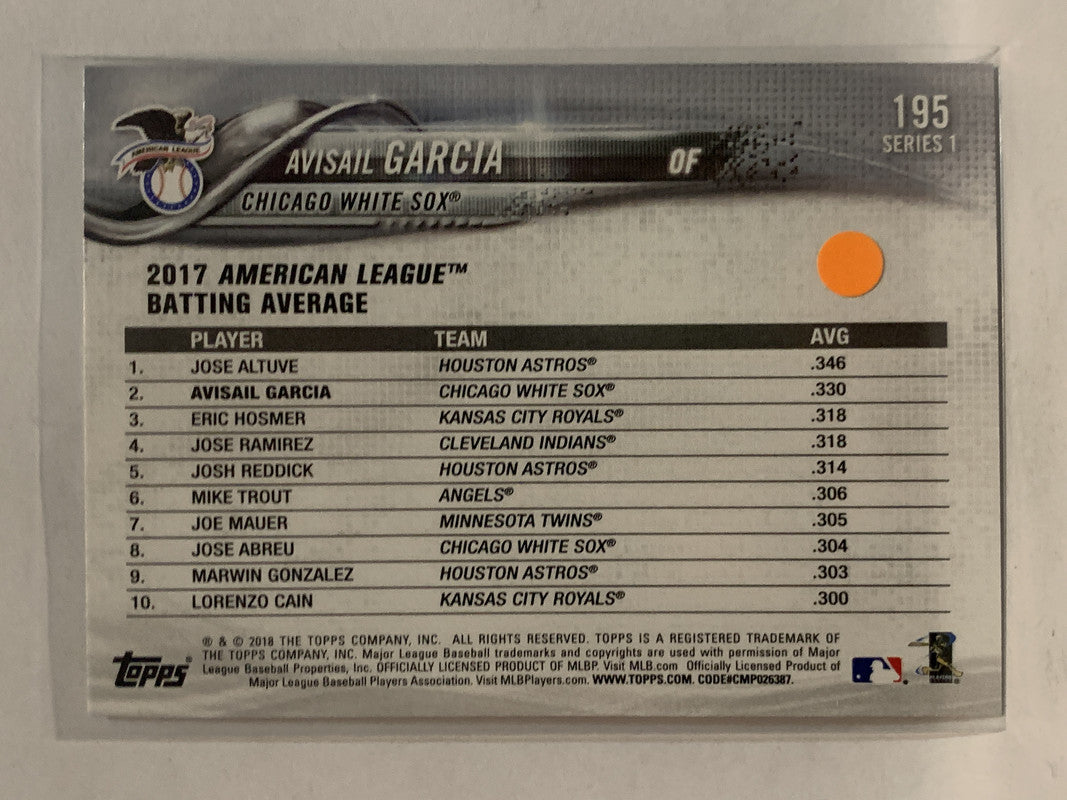 195
SERIES 1
AMERICAN LEAGUE
AVISAIL GARCIA OF
CHICAGO WHITE SOX®
2017 AMERICAN LEAGUE™
BATTING AVERAGE
PLAYER TEAM AVG
1. JOSE ALTUVE HOUSTON ASTROS® .346
2. AVISAIL GARCIA CHICAGO WHITE SOX® .330
3. ERIC HOSMER KANSAS CITY ROYALS® .318
4. JOSE RAMIREZ CLEVELAND INDIANS® .318
5. JOSH REDDICK HOUSTON ASTROS® .314
6. MIKE TROUT ANGELS® .306
7. JOE MAUER MINNESOTA TWINS® .305
8. JOSE ABREU CHICAGO WHITE SOX® .304
9. MARWIN GONZALEZ HOUSTON ASTROS® .303
10. LORENZO CAIN KANSAS CITY ROYALS® .300
® & © 2018 THE TOPPS COMPANY, INC. ALL RIGHTS RESERVED. TOPPS IS A REGISTERED TRADEMARK OF
THE TOPPS COMPANY, INC. Major League Baseball trademarks and copyrights are used with permission of Major
League Baseball Properties, Inc. OFFICIALLY LICENSED PRODUCT OF MLBP. Visit MLB.com Officially Licensed Product of
Major League Baseball Players Association. Visit MLBPlayers.com. WWW.TOPPS.COM. CODE#CMP026387.
topps®
PLAYERS